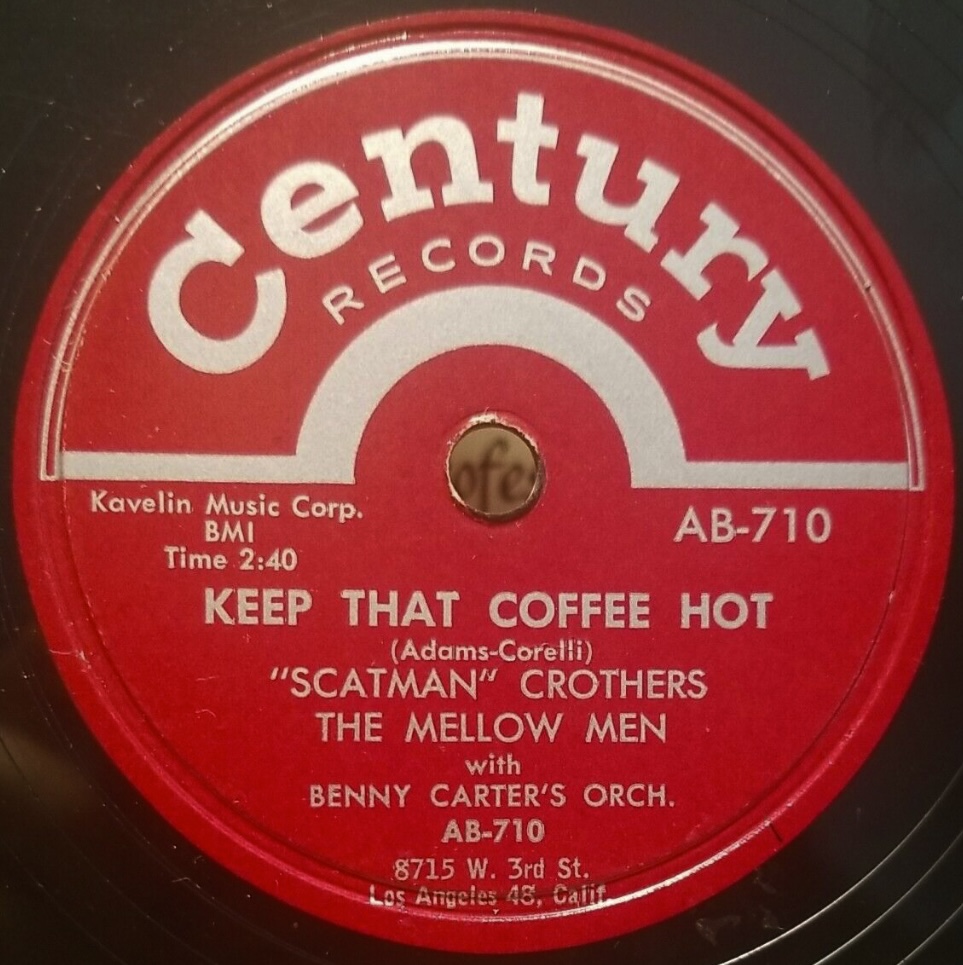 Century
RECORDS
Kavelin Music Corp.
BMI
Time 2:40
AB-710
KEEP THAT COFFEE HOT
(Adams-Corelli)
"SCATMAN" CROTHERS
THE MELLOW MEN
with
BENNY CARTER'S ORCH.
AB-710
8715 W. 3rd St.
Los Angeles 48, Calif.